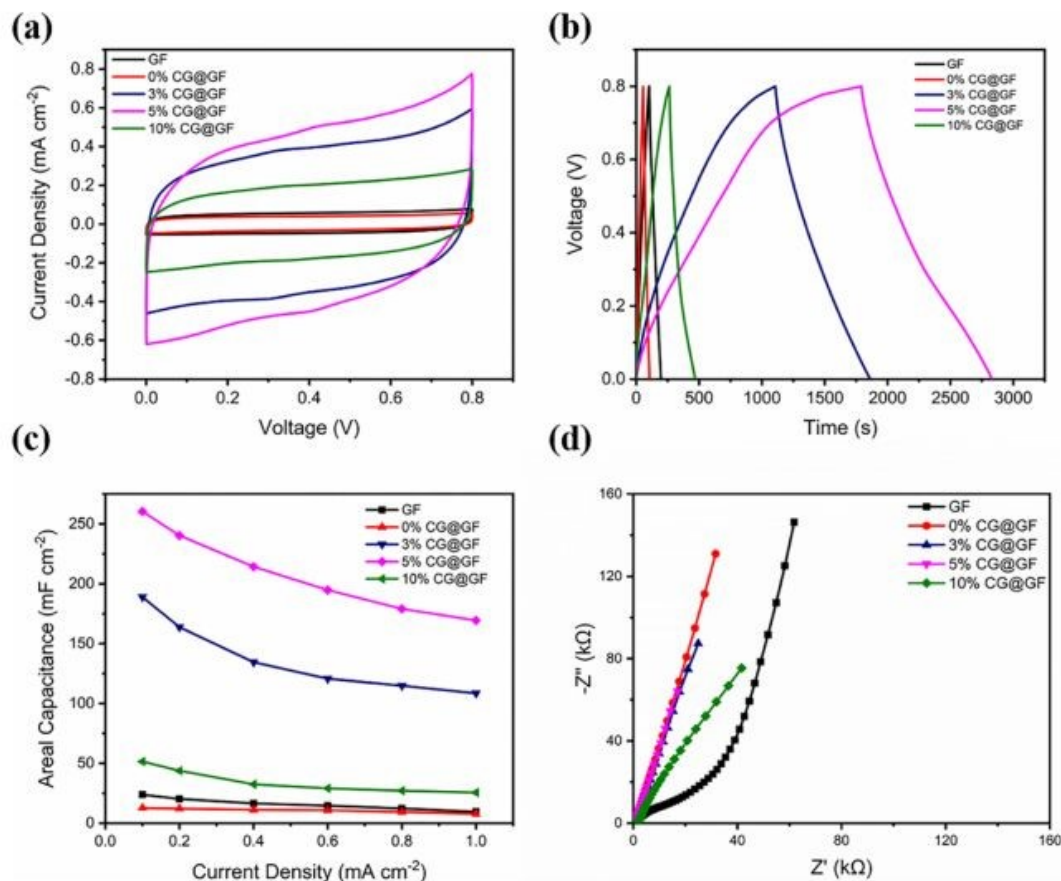 (a)
GF
0% CG@GF
3% CG@GF
5% CG@GF
10% CG@GF
0.8
0.6
0.4
0.2
0.0
-0.2
-0.4
-0.6
-0.8
Current Density (mA cm⁻²)
0.0 0.2 0.4 0.6 0.8
Voltage (V)
(b)
GF
0% CG@GF
3% CG@GF
5% CG@GF
10% CG@GF
0.8
0.6
0.4
0.2
0.0
Voltage (V)
0 500 1000 1500 2000 2500 3000
Time (s)
(c)
GF
0% CG@GF
3% CG@GF
5% CG@GF
10% CG@GF
250
200
150
100
50
0
Areal Capacitance (mF cm⁻²)
0.0 0.2 0.4 0.6 0.8 1.0
Current Density (mA cm⁻²)
(d)
GF
0% CG@GF
3% CG@GF
5% CG@GF
10% CG@GF
160
120
80
40
0
-Z'' (kΩ)
0 40 80 120 160
Z' (kΩ)